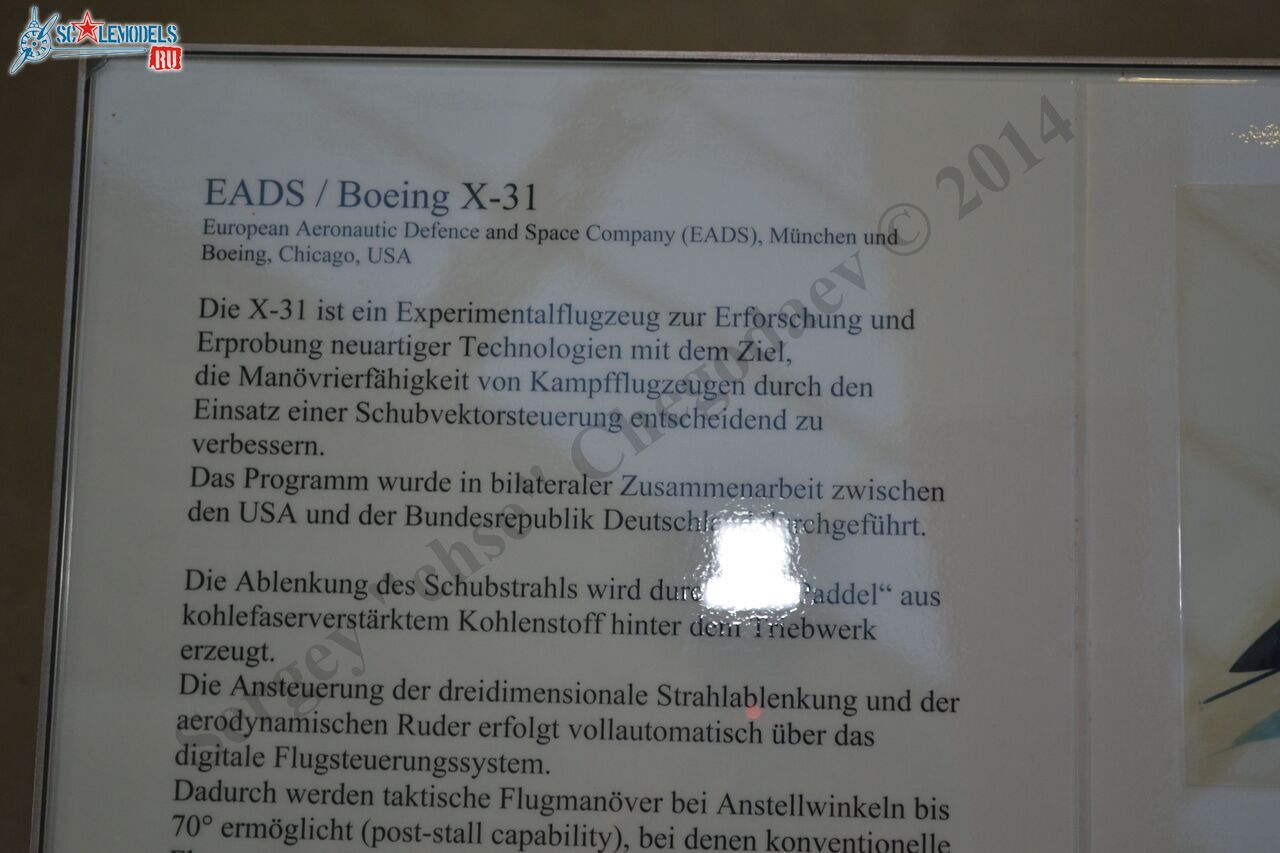 SCALEMODELS
RU
EADS / Boeing X-31
European Aeronautic Defence and Space Company (EADS), München und
Boeing, Chicago, USA
Die X-31 ist ein Experimentalflugzeug zur Erforschung und
Erprobung neuartiger Technologien mit dem Ziel,
die Manövrierfähigkeit von Kampfflugzeugen durch den
Einsatz einer Schubvektorsteuerung entscheidend zu
verbessern.
Das Programm wurde in bilateraler Zusammenarbeit zwischen
den USA und der Bundesrepublik Deutschland durchgeführt.
Die Ablenkung des Schubstrahls wird aus
kohlefaserverstärktem Kohlenstoff hinter dem Triebwerk
erzeugt.
Die Ansteuerung der dreidimensionale Strahlablenkung und der
aerodynamischen Ruder erfolgt vollautomatisch über das
digitale Flugsteuerungssystem.
Dadurch werden taktische Flugmanöver bei Anstellwinkeln bis
70° ermöglicht (post-stall capability), bei denen konventionelle
Sergey Chegodaev © 2014